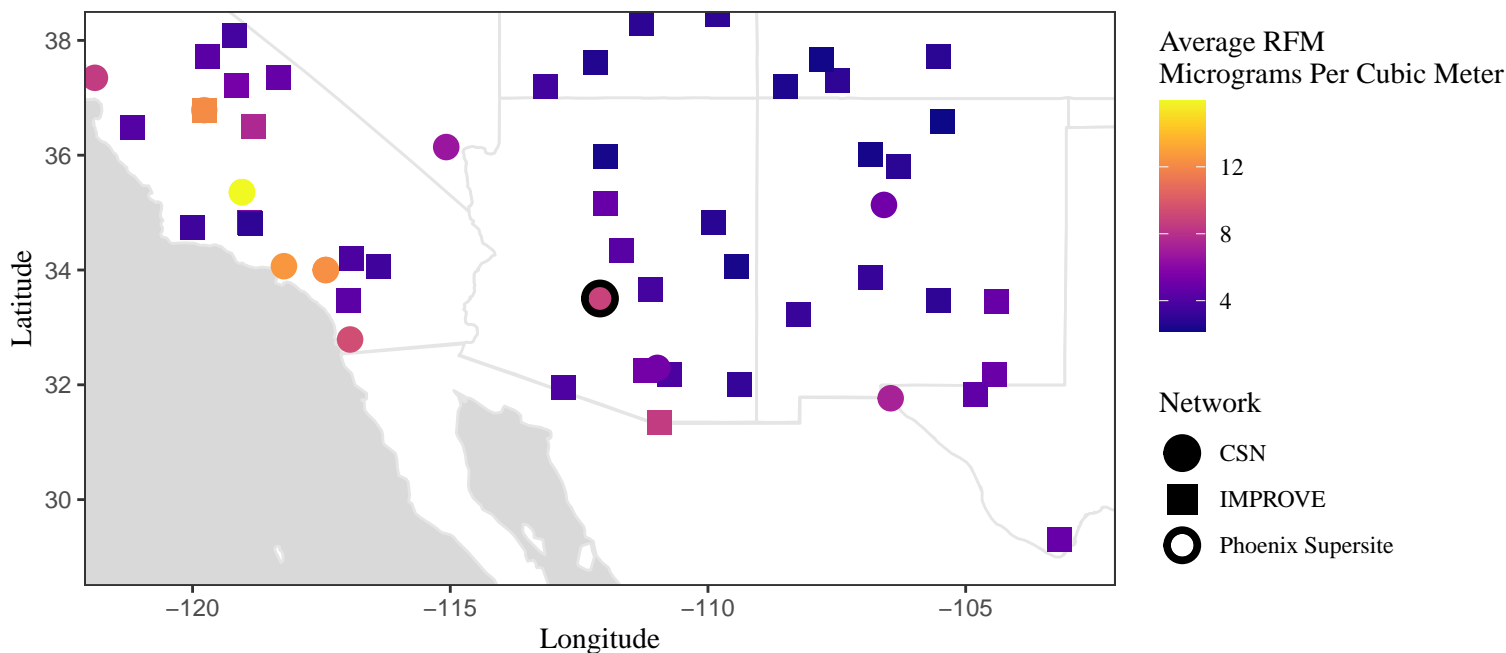 38
36
34
32
30
Latitude
−120
−115
−110
−105
Longitude
Average RFM
Micrograms Per Cubic Meter
12
8
4
Network
CSN
IMPROVE
Phoenix Supersite